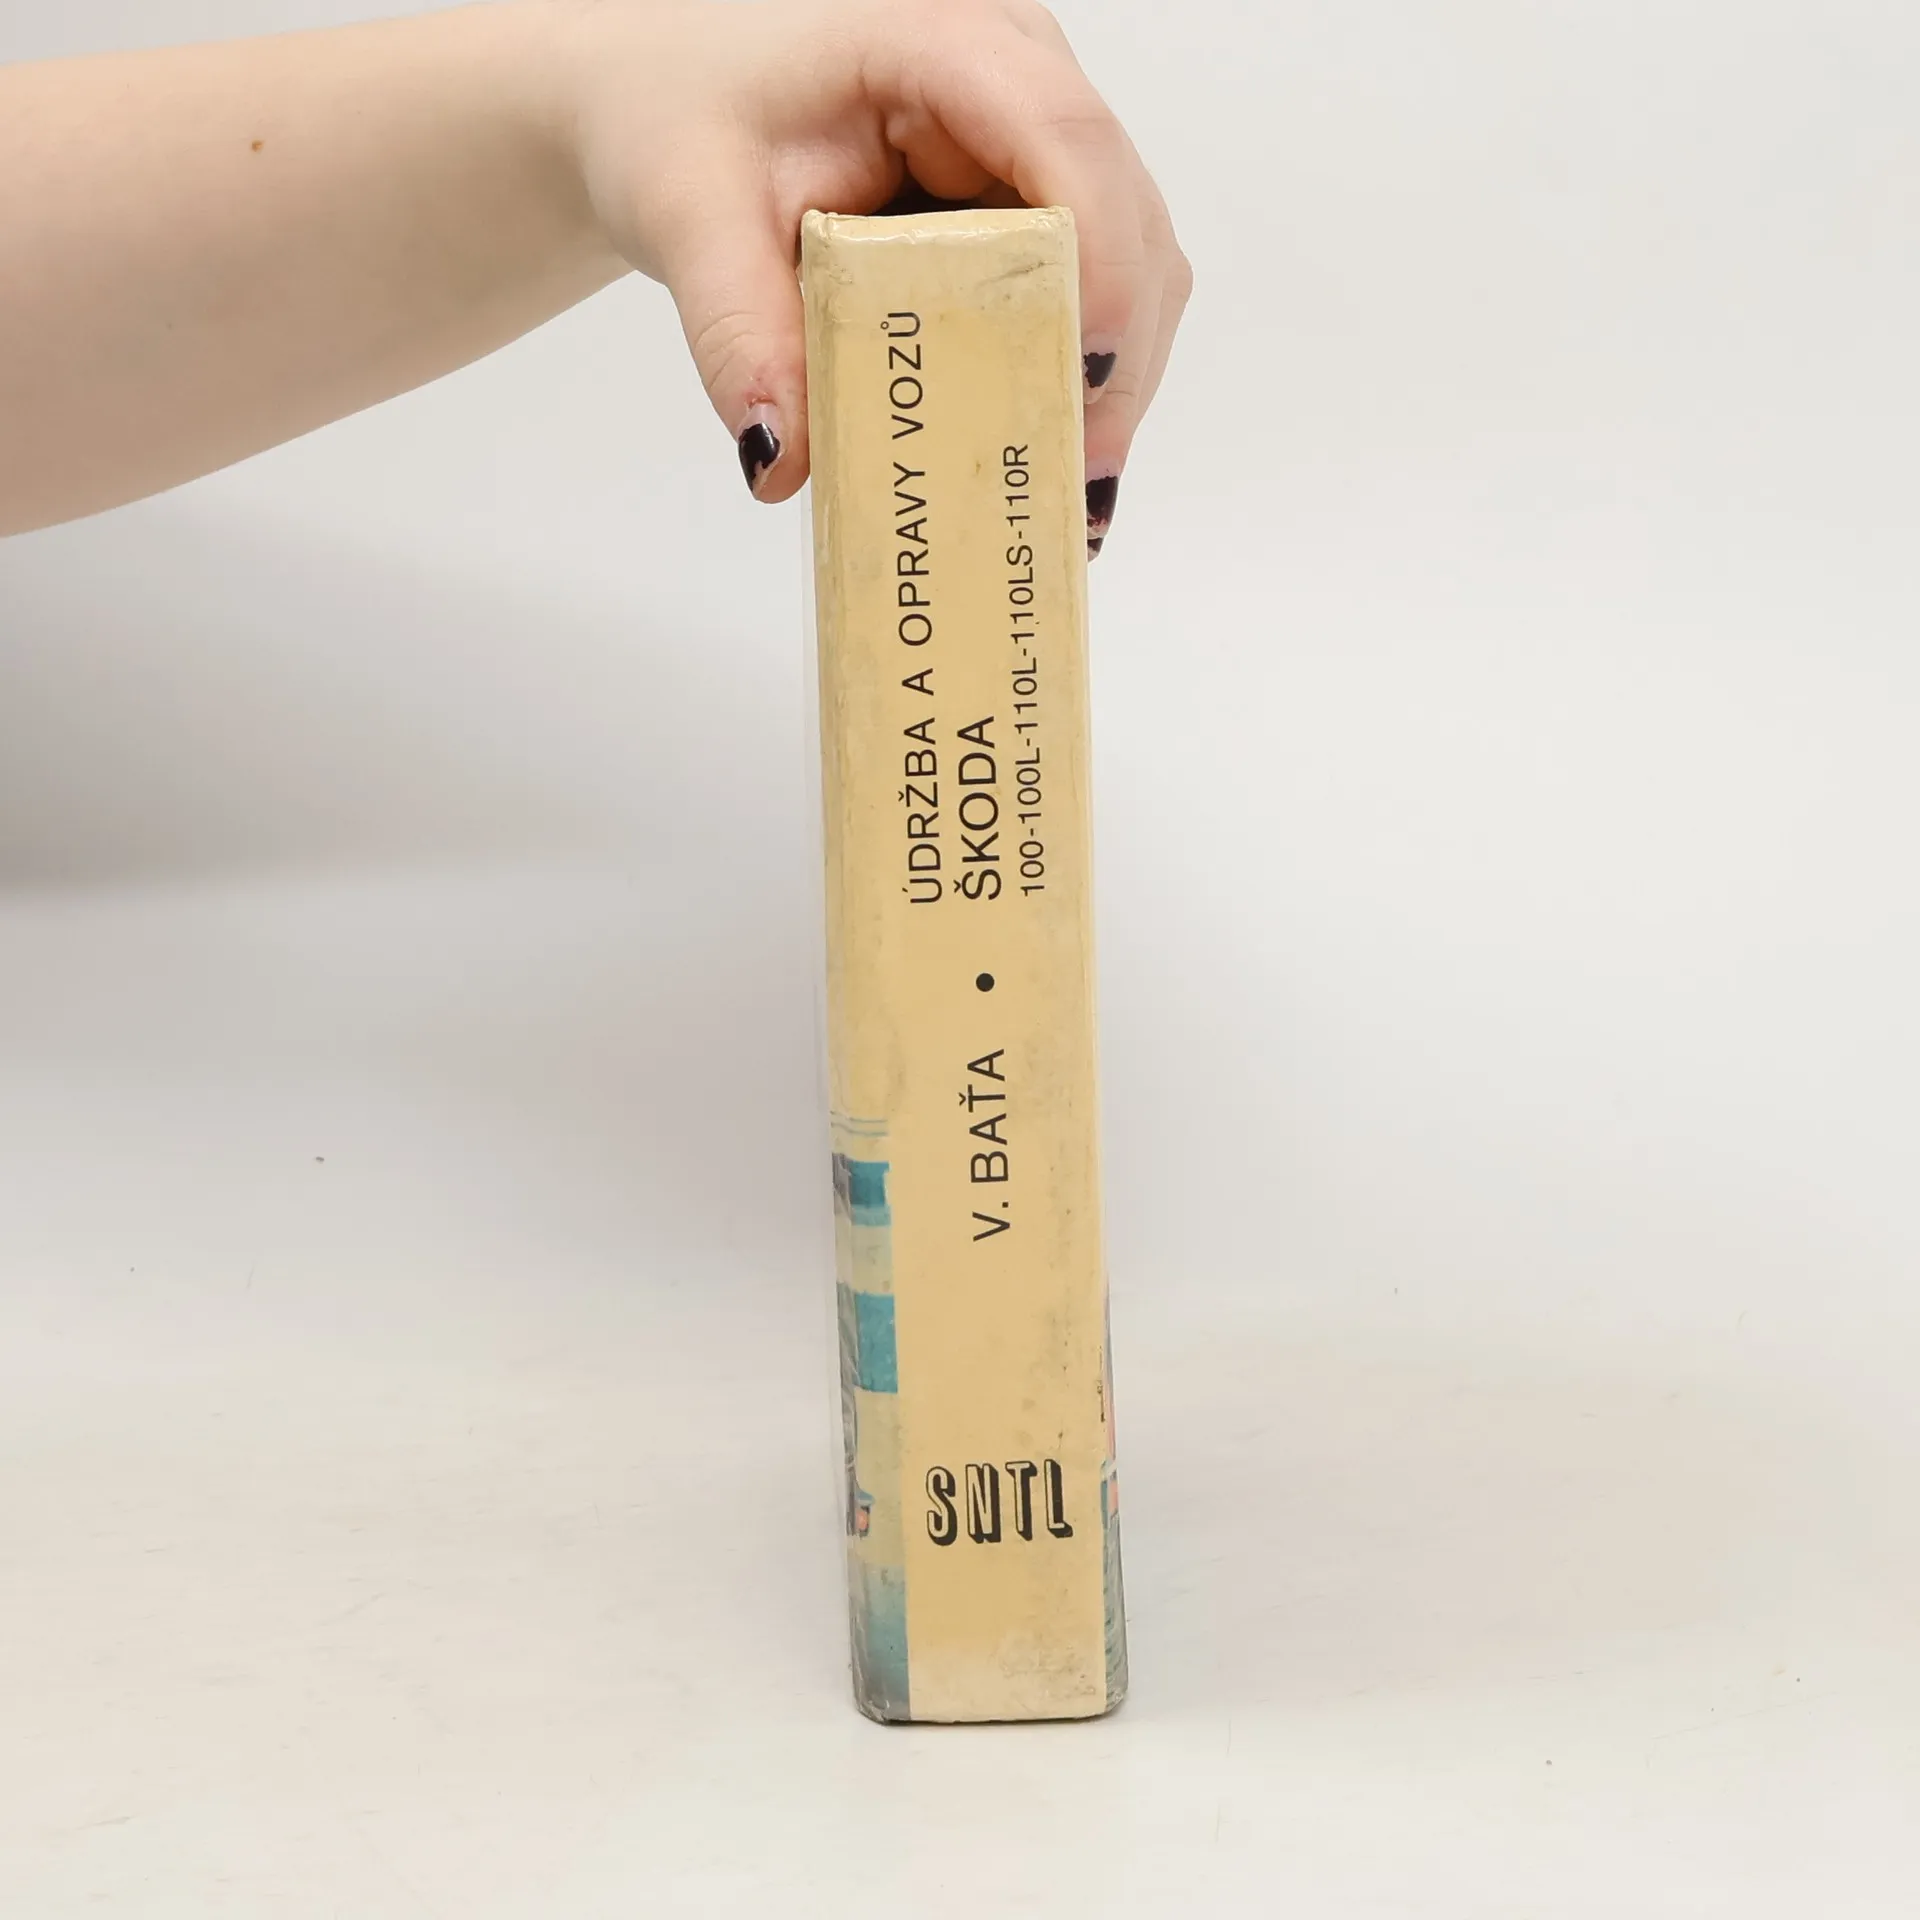 V. BAŤA • ÚDRŽBA A OPRAVY VOZŮ
ŠKODA
100-100L-110L-110LS-110R
SNTL